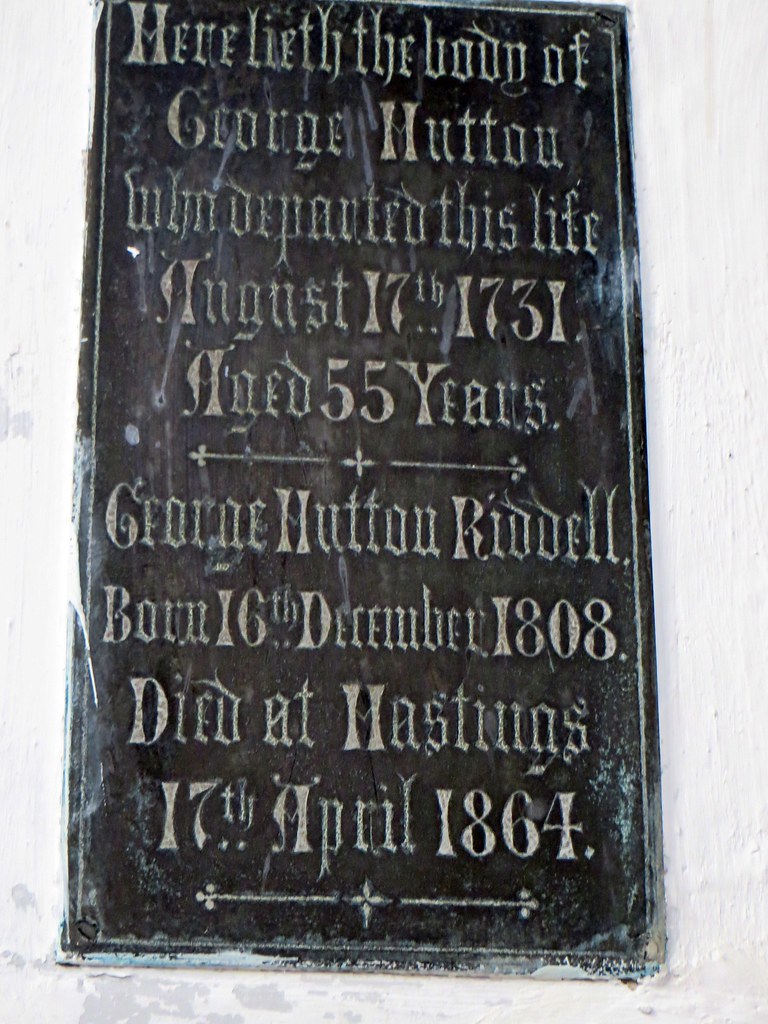 Here lieth the body of
George Hutton
who departed this life
August 17th 1731.
Aged 55 Years.
George Hutton Riddell.
Born 16th December 1808.
Died at Hastings
17th April 1864.